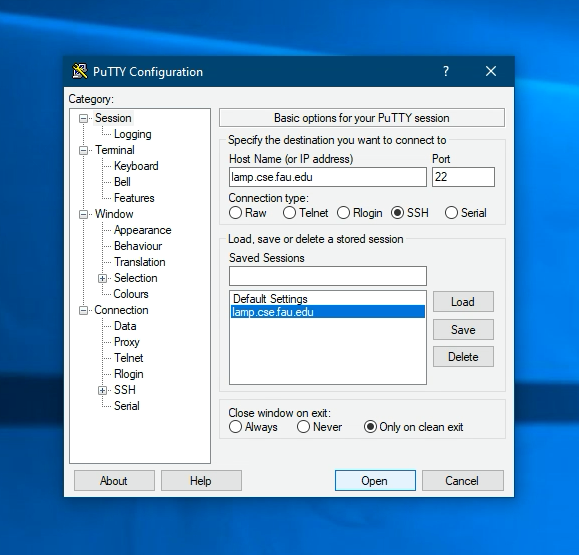 PuTTY Configuration
?
Category:
Session
Logging
Terminal
Keyboard
Bell
Features
Window
Appearance
Behaviour
Translation
Selection
Colours
Connection
Data
Proxy
Telnet
Rlogin
SSH
Serial
Basic options for your PuTTY session
Specify the destination you want to connect to
Host Name (or IP address) Port
lamp.cse.fau.edu 22
Connection type:
Raw Telnet Rlogin SSH Serial
Load, save or delete a stored session
Saved Sessions
Default Settings
lamp.cse.fau.edu
Load
Save
Delete
Close window on exit:
Always Never Only on clean exit
About Help Open Cancel